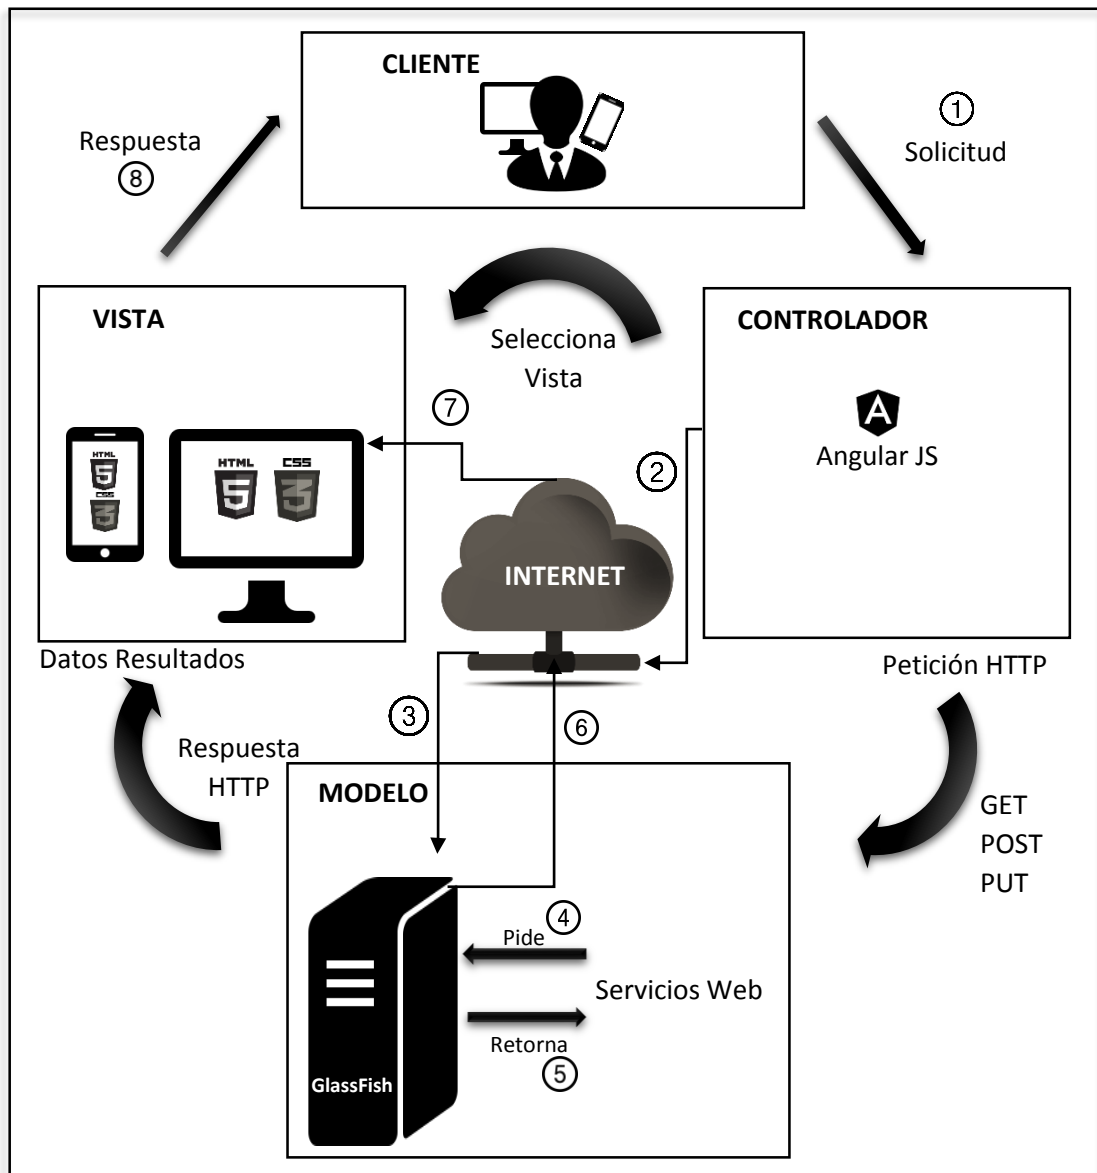 CLIENTE
1
Solicitud
Respuesta
8
VISTA
Selecciona
Vista
CONTROLADOR
A
Angular JS
7
2
HTML
5
CSS
3
HTML
5
CSS
3
INTERNET
Datos Resultados
Petición HTTP
3
6
Respuesta
HTTP
GET
POST
PUT
MODELO
4
Pide
Servicios Web
Retorna
5
GlassFish